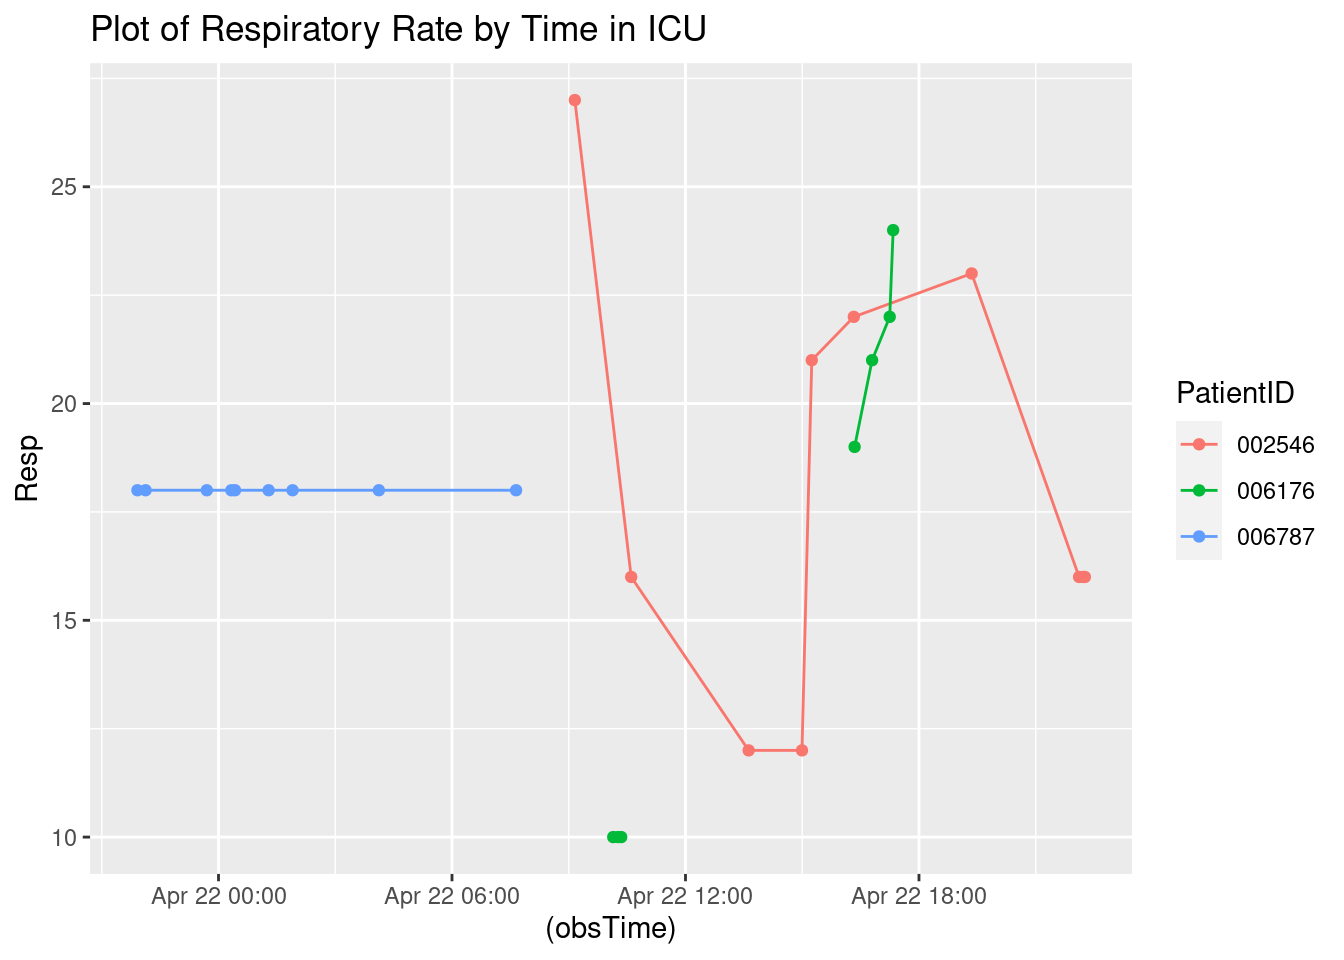 Plot of Respiratory Rate by Time in ICU
Resp
25
20
15
10
Apr 22 00:00
Apr 22 06:00
Apr 22 12:00
Apr 22 18:00
(obsTime)
PatientID
002546
006176
006787